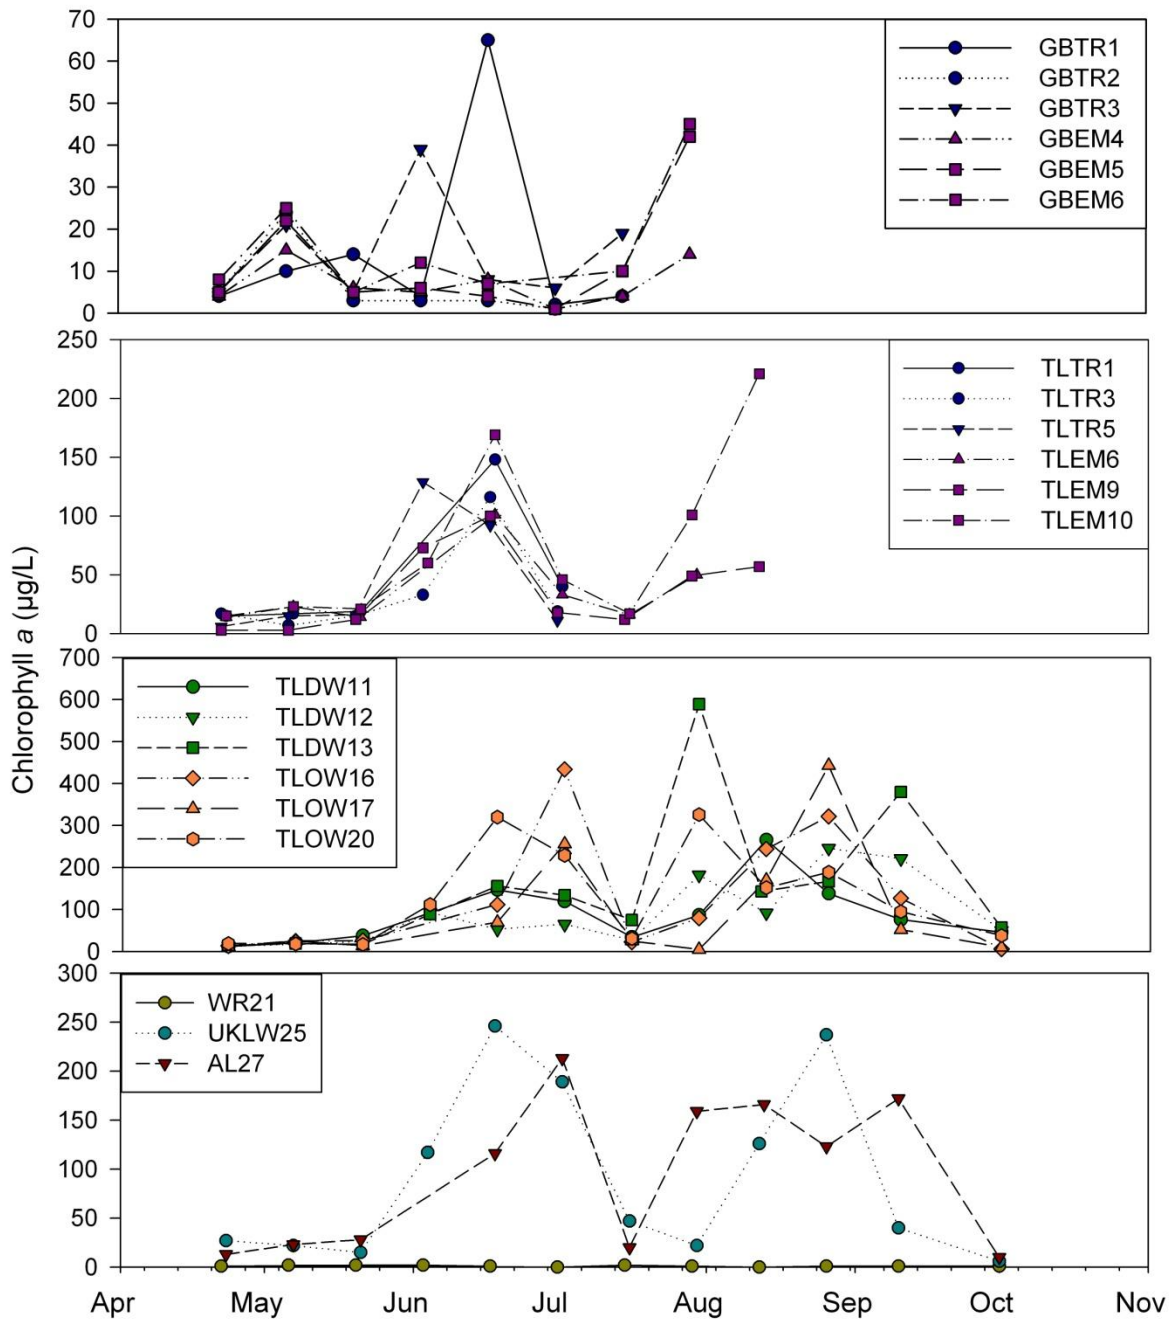 70
60
50
40
30
20
10
0
GBTR1
GBTR2
GBTR3
GBEM4
GBEM5
GBEM6
250
200
150
100
50
0
TLTR1
TLTR3
TLTR5
TLEM6
TLEM9
TLEM10
Chlorophyll a (µg/L)
700
600
500
400
300
200
100
0
TLDW11
TLDW12
TLDW13
TLOW16
TLOW17
TLOW20
300
250
200
150
100
50
0
WR21
UKLW25
AL27
Apr May Jun Jul Aug Sep Oct Nov